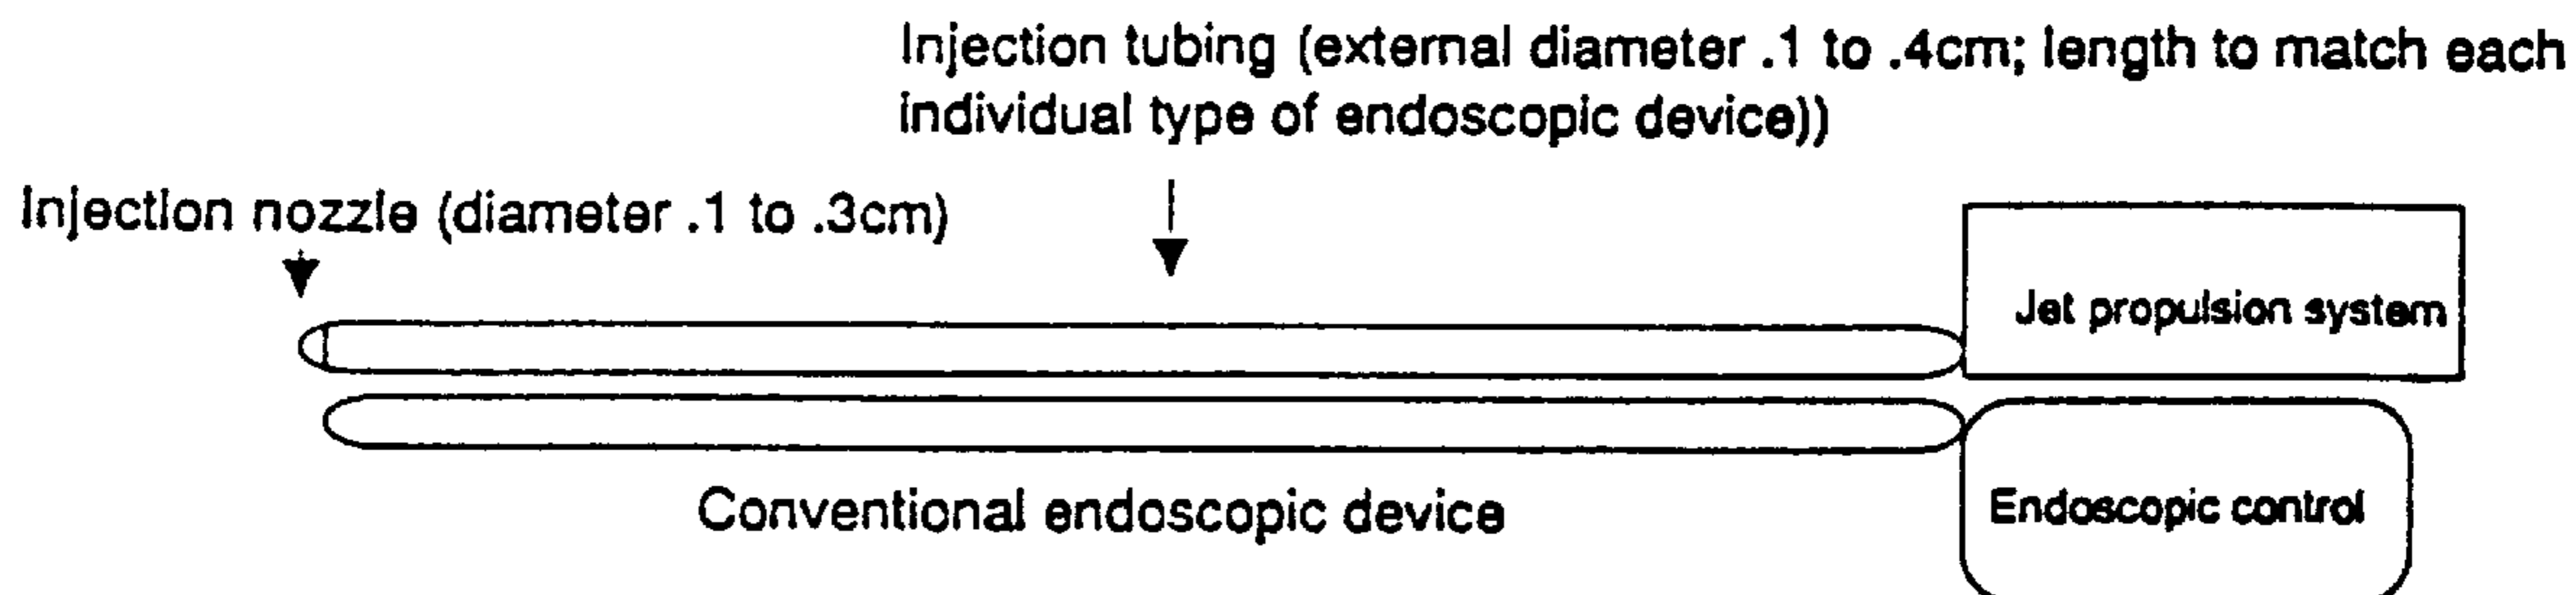 Injection tubing (external diameter .1 to .4cm; length to match each
individual type of endoscopic device))
Injection nozzle (diameter .1 to .3cm)
Jet propulsion system
Conventional endoscopic device
Endoscopic control